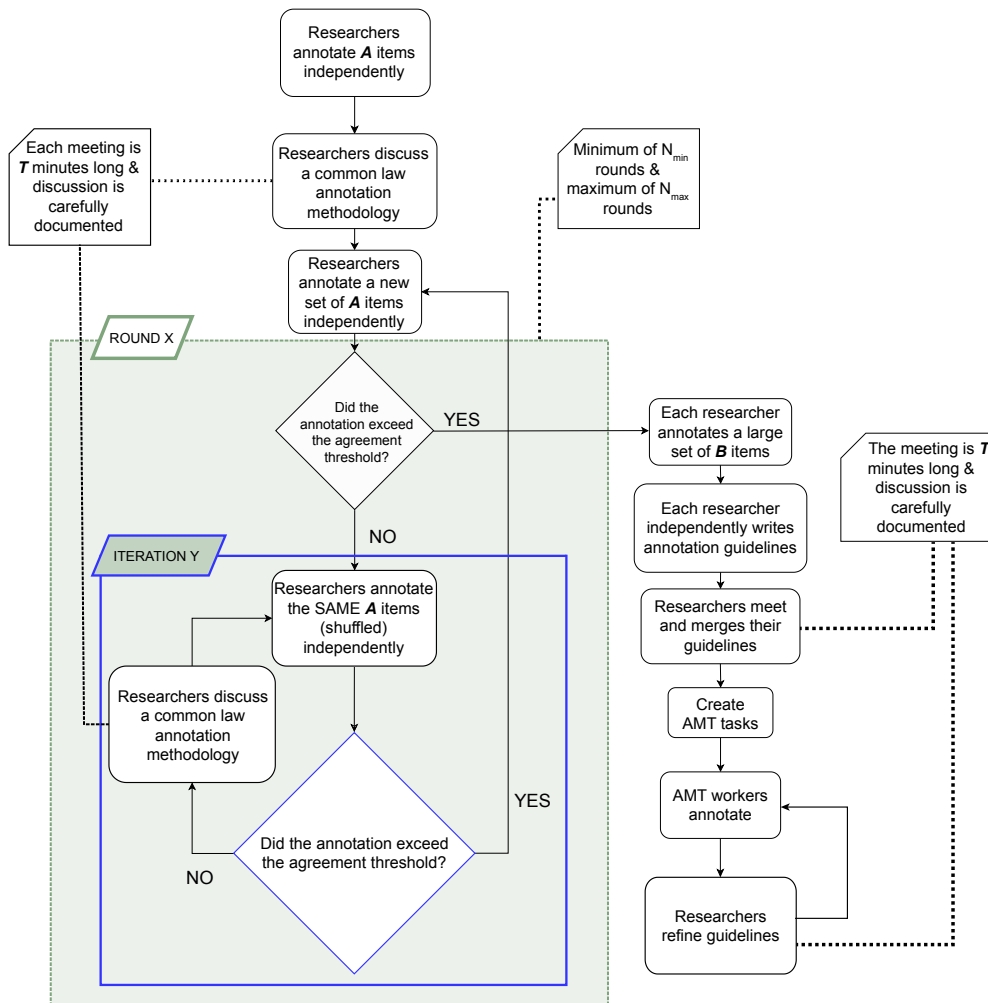 Researchers
annotate A items
independently
Each meeting is
T minutes long &
discussion is
carefully
documented
Researchers discuss
a common law
annotation
methodology
Minimum of Nmin
rounds &
maximum of Nmax
rounds
Researchers
annotate a new
set of A items
independently
ROUND X
Did the
annotation exceed
the agreement
threshold?
YES
NO
Each researcher
annotates a large
set of B items
The meeting is T
minutes long &
discussion is
carefully
documented
Each researcher
independently writes
annotation guidelines
ITERATION Y
Researchers annotate
the SAME A items
(shuffled)
independently
Researchers meet
and merges their
guidelines
Researchers discuss
a common law
annotation
methodology
Create
AMT tasks
Did the annotation exceed
the agreement threshold?
NO
YES
AMT workers
annotate
Researchers
refine guidelines